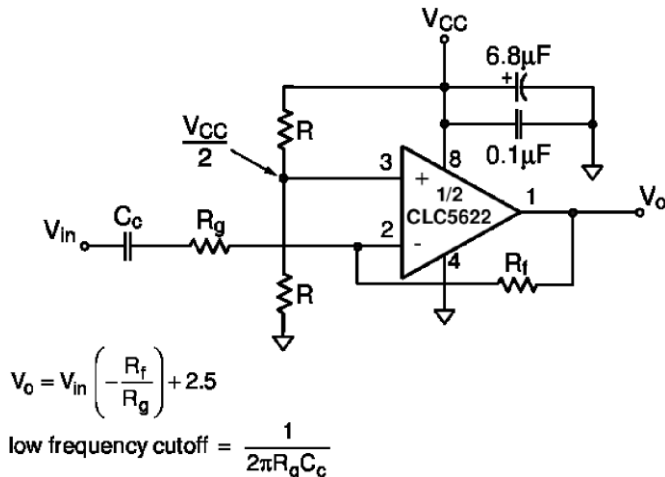 VCC
6.8µF
+
R
VCC
2
3
8
0.1µF
+
1/2
CLC5622
1
Vo
Vin
Cc
Rg
2
-
4
Rf
R
Vo = Vin (-Rf/Rg) + 2.5
low frequency cutoff = 1/2πRgCc